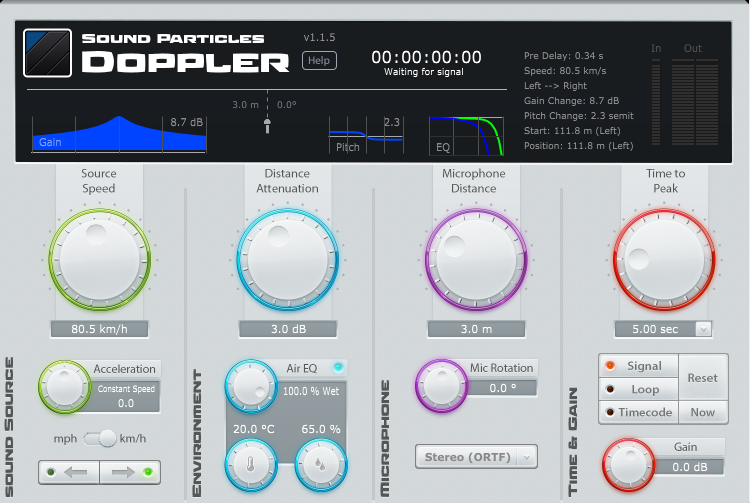 Sound Particles
Doppler
v1.1.5
Help
00:00:00:00
Waiting for signal
3.0 m
0.0°
Gain
8.7 dB
2.3
Pitch
EQ
Pre Delay: 0.34 s
Speed: 80.5 km/s
Left --> Right
Gain Change: 8.7 dB
Pitch Change: 2.3 semit
Start: 111.8 m (Left)
Position: 111.8 m (Left)
In
Out
Source
Speed
80.5 km/h
Acceleration
Constant Speed
0.0
mph
km/h
Sound Source
Distance
Attenuation
3.0 dB
Air EQ
100.0 % Wet
20.0 °C
65.0 %
Environment
Microphone
Distance
3.0 m
Mic Rotation
0.0 °
Stereo (ORTF)
Microphone
Time to
Peak
5.00 sec
Signal
Loop
Timecode
Reset
Now
Gain
0.0 dB
Time & Gain